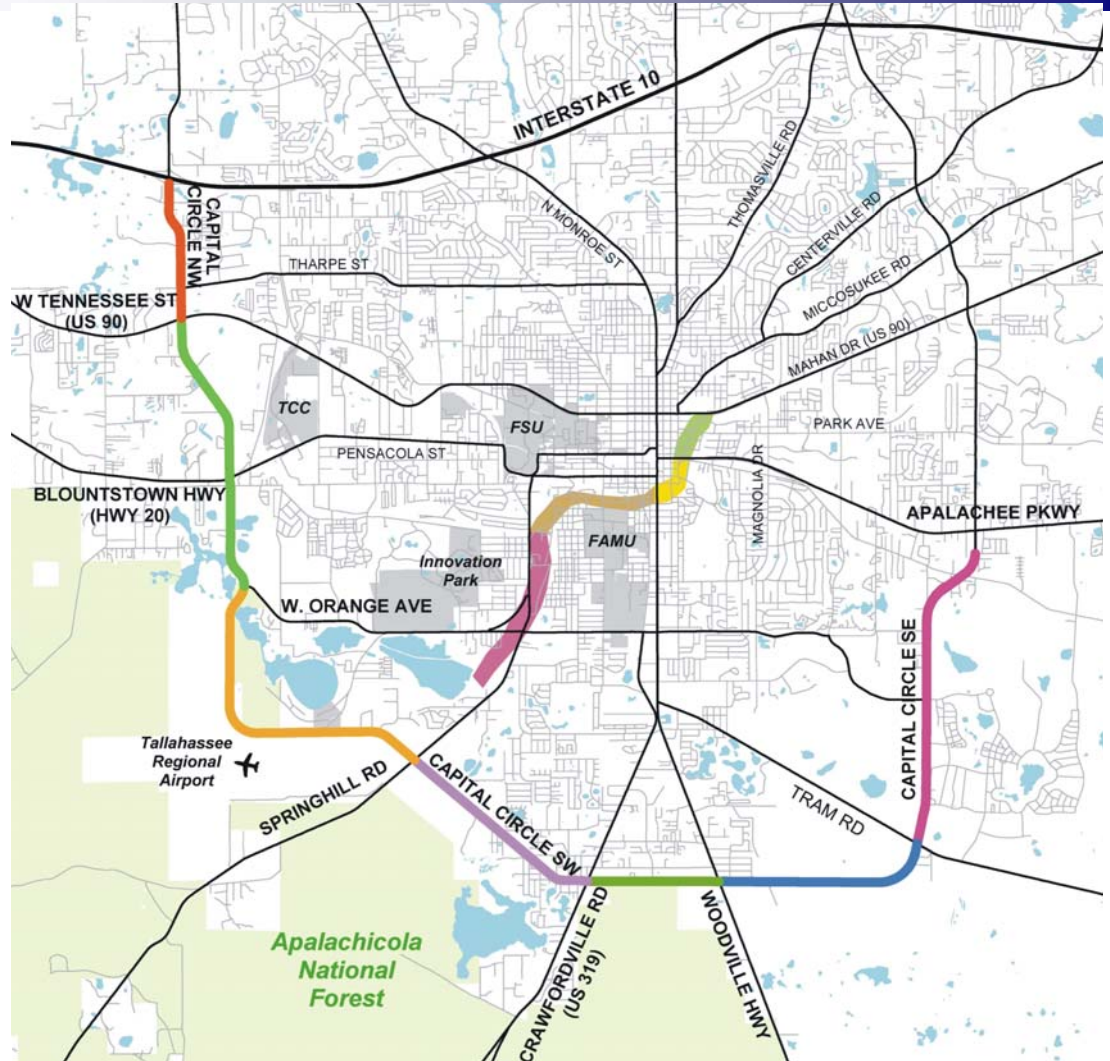 INTERSTATE 10
CAPITAL
CIRCLE NW
N MONROE ST
THOMASVILLE RD
CENTERVILLE RD
THARPE ST
MICCOSUKEE RD
W TENNESSEE ST
(US 90)
MAHAN DR (US 90)
TCC
FSU
PARK AVE
PENSACOLA ST
MAGNOLIA DR
BLOUNTSTOWN HWY
(HWY 20)
APALACHEE PKWY
Innovation
Park
FAMU
W. ORANGE AVE
CAPITAL CIRCLE SE
Tallahassee
Regional
Airport
SPRINGHILL RD
CAPITAL CIRCLE SW
TRAM RD
Apalachicola
National
Forest
CRAWFORDVILLE RD
(US 319)
WOODVILLE HWY